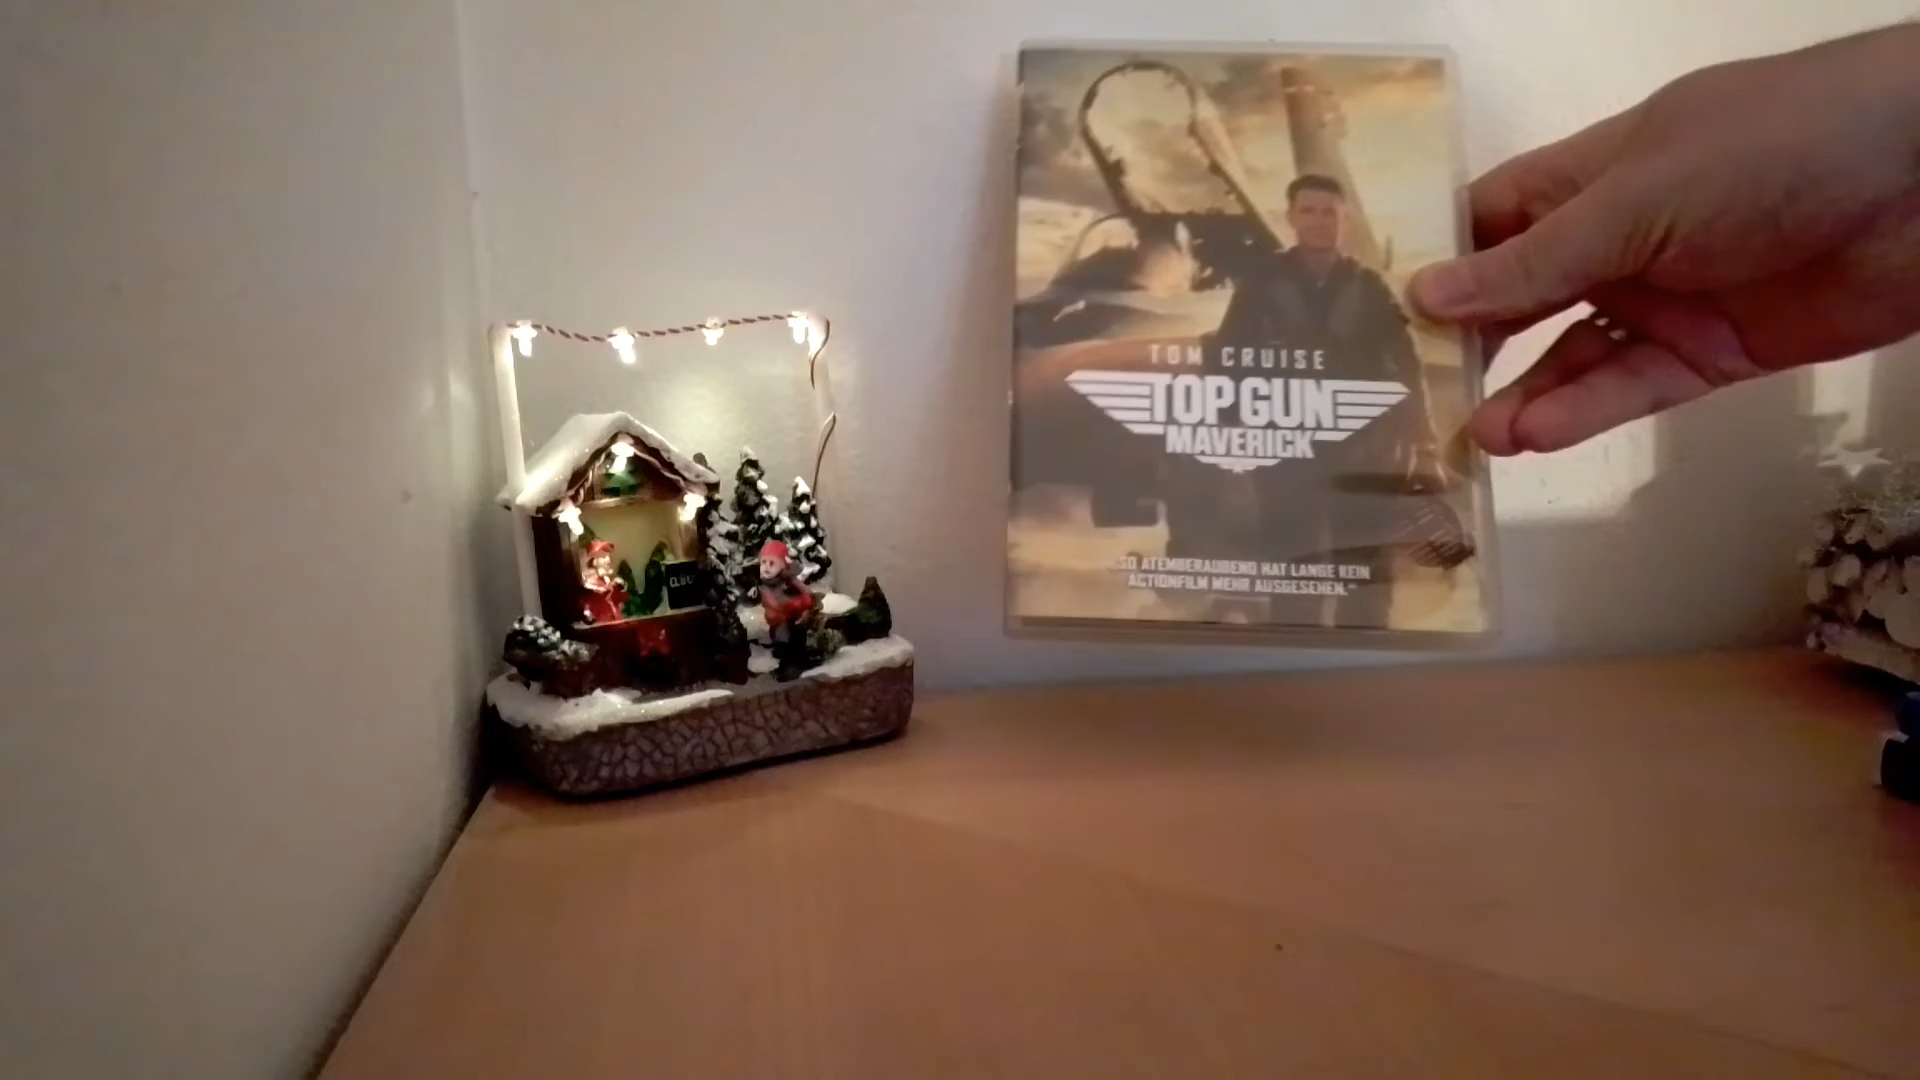 TOM CRUISE
TOP GUN
MAVERICK
„SO ATEMBERAUBEND HAT LANGE KEIN
ACTIONFILM MEHR AUSGESEHEN.“